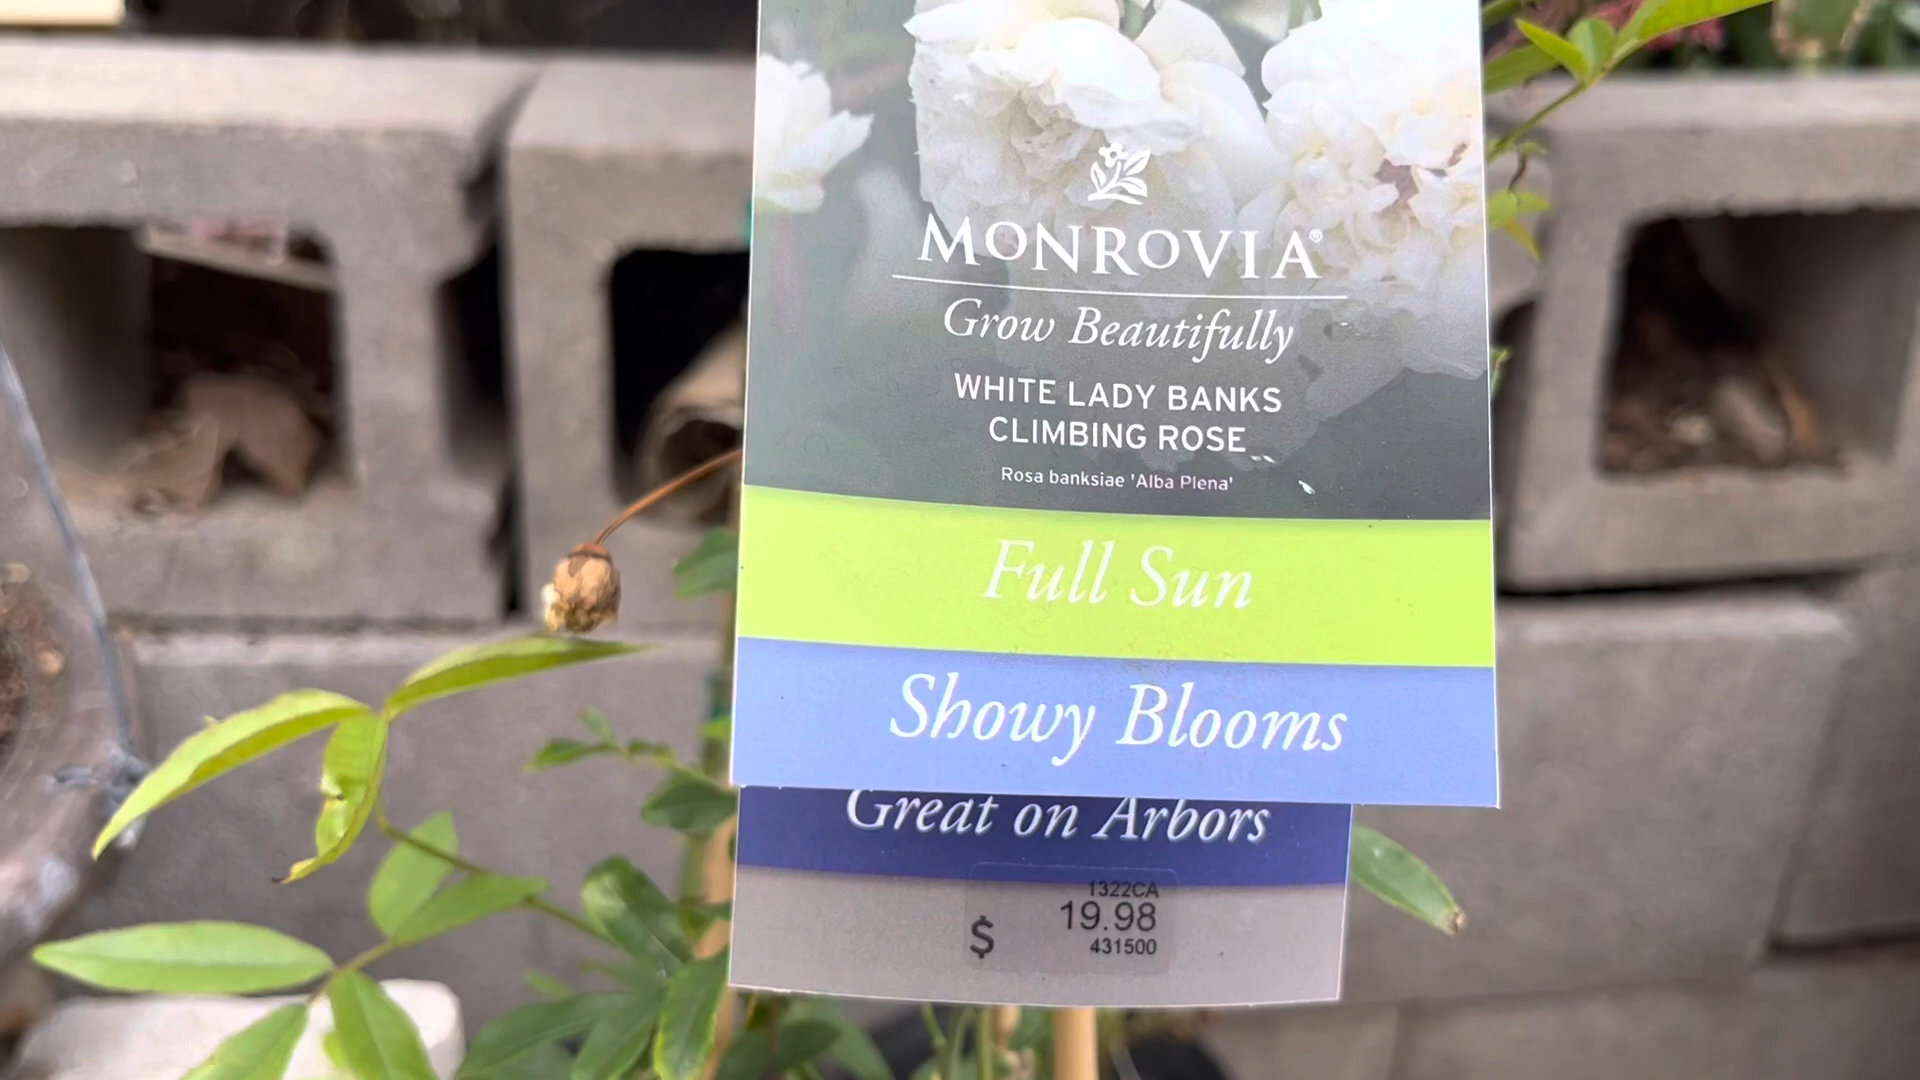 MONROVIA®
Grow Beautifully
WHITE LADY BANKS
CLIMBING ROSE
Rosa banksiae 'Alba Plena'
Full Sun
Showy Blooms
Great on Arbors
1322CA
$ 19.98
431500